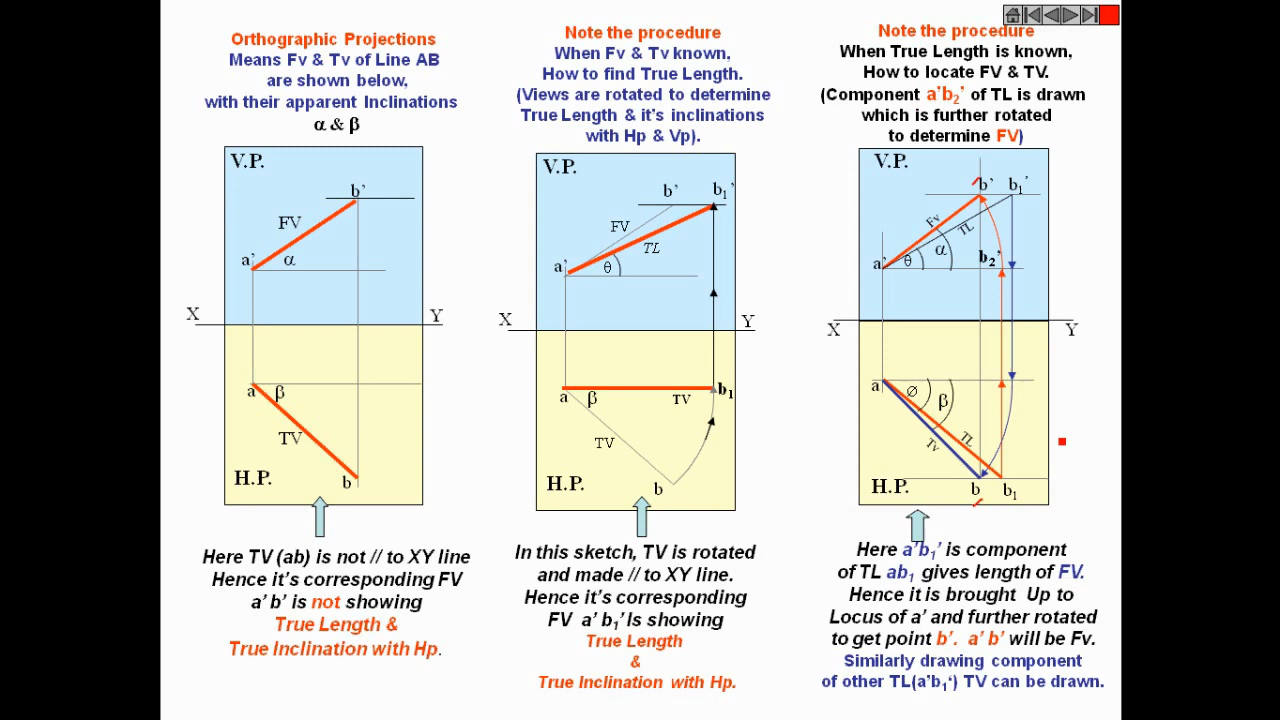 Orthographic Projections
Means Fv & Tv of Line AB
are shown below,
with their apparent Inclinations
α & β
V.P.
b’
FV
a’
α
X
Y
a
β
TV
H.P.
b
Here TV (ab) is not // to XY line
Hence it’s corresponding FV
a’ b’ is not showing
True Length &
True Inclination with Hp.
Note the procedure
When Fv & Tv known,
How to find True Length.
(Views are rotated to determine
True Length & it’s inclinations
with Hp & Vp).
V.P.
b’
b1’
FV
TL
a’
θ
X
Y
b1
a
β
TV
TV
H.P.
b
In this sketch, TV is rotated
and made // to XY line.
Hence it’s corresponding
FV a’ b1’Is showing
True Length
&
True Inclination with Hp.
Note the procedure
When True Length is known,
How to locate FV & TV.
(Component a’b2’ of TL is drawn
which is further rotated
to determine FV)
V.P.
b’
b1’
Fv
TL
a’
θ
α
b2’
X
Y
a
∅
β
TL
Tv
H.P.
b
b1
Here a’b1’ is component
of TL ab1 gives length of FV.
Hence it is brought Up to
Locus of a’ and further rotated
to get point b’. a’ b’ will be Fv.
Similarly drawing component
of other TL(a’b1‘) TV can be drawn.